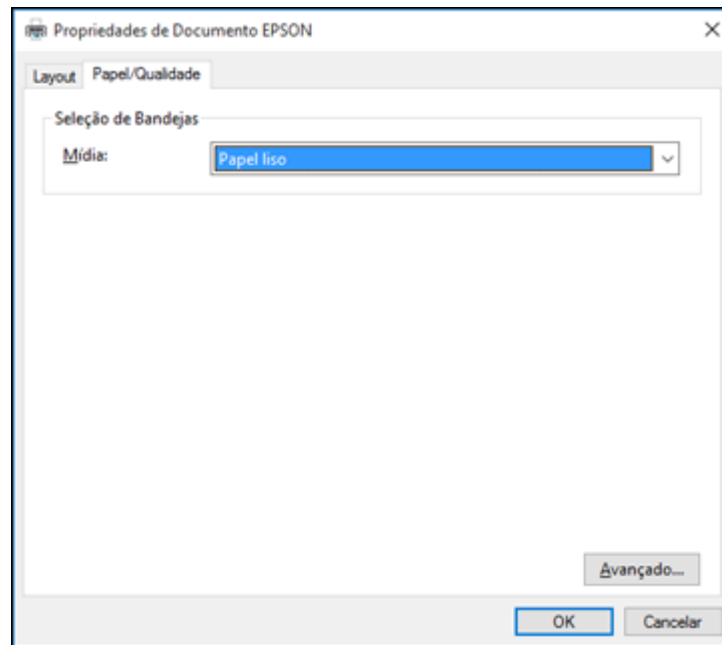 Propriedades de Documento EPSON
Layout Papel/Qualidade
Seleção de Bandejas
Mídia: Papel liso
Avançado...
OK Cancelar